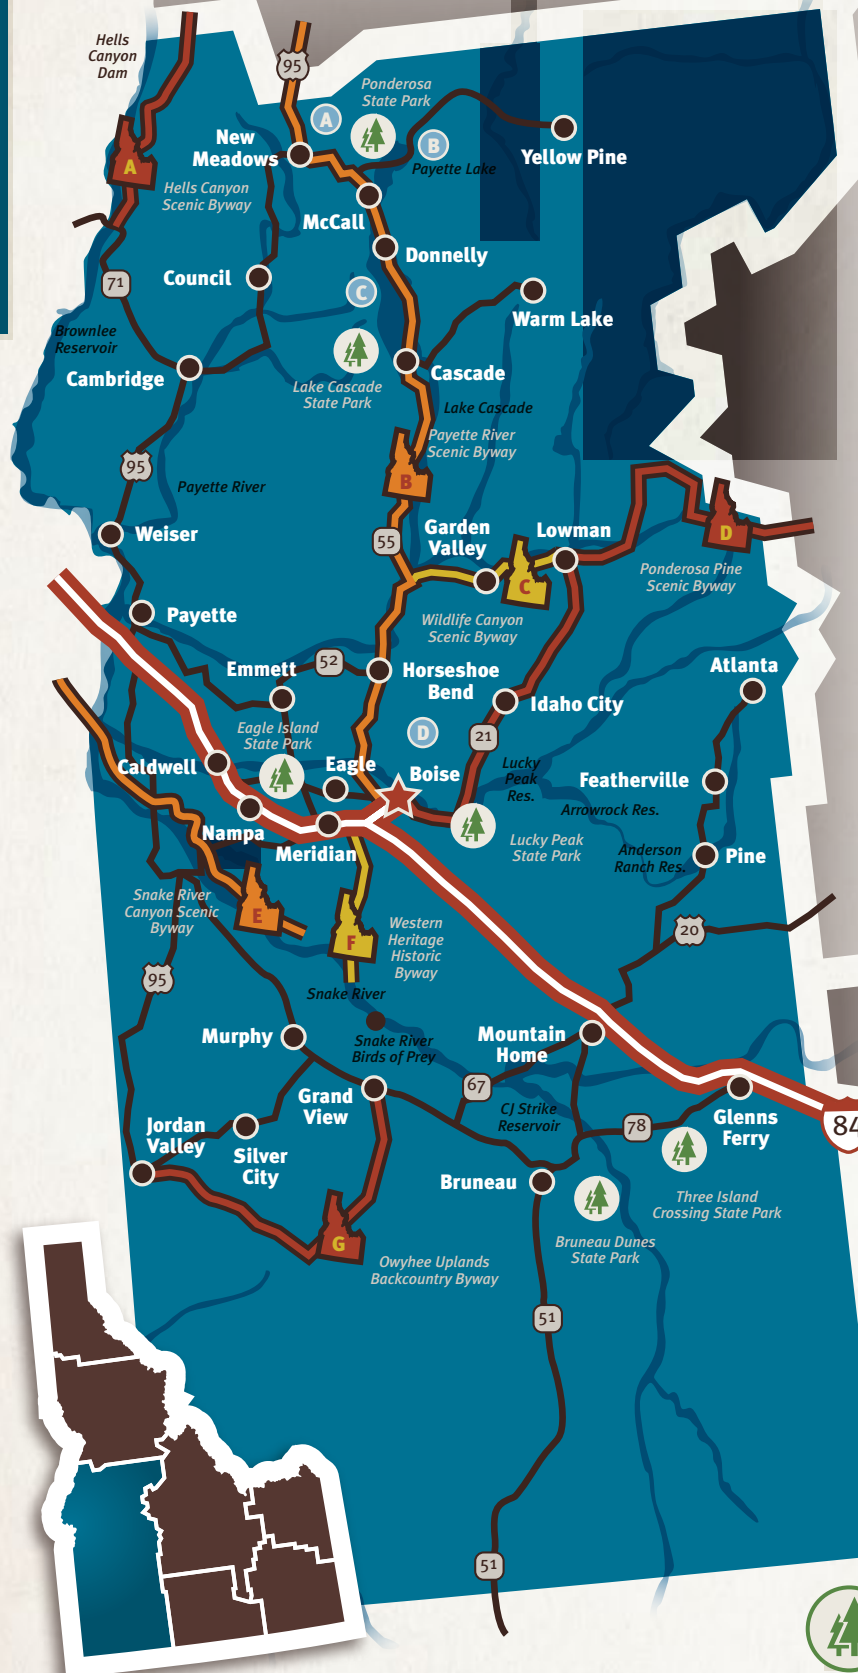 Hells
Canyon
Dam
95
Ponderosa
State Park
A
B
New
Meadows
Yellow Pine
A
Payette Lake
Hells Canyon
Scenic Byway
McCall
Donnelly
Council
71
C
Warm Lake
Brownlee
Reservoir
Cambridge
Cascade
Lake Cascade
State Park
Lake Cascade
Payette River
Scenic Byway
95
B
Payette River
Weiser
55
Garden
Valley
Lowman
D
C
Ponderosa Pine
Scenic Byway
Payette
Wildlife Canyon
Scenic Byway
Emmett
52
Horseshoe
Bend
Atlanta
Idaho City
Eagle Island
State Park
D
21
Caldwell
Eagle
Boise
Lucky
Peak
Res.
Featherville
Arrowrock Res.
Nampa
Meridian
Lucky Peak
State Park
Anderson
Ranch Res.
Pine
Snake River
Canyon Scenic
Byway
E
F
Western
Heritage
Historic
Byway
20
95
Snake River
Murphy
Snake River
Birds of Prey
Mountain
Home
67
Grand
View
CJ Strike
Reservoir
78
Glenns
Ferry
84
Jordan
Valley
Silver
City
Bruneau
Three Island
Crossing State Park
G
Bruneau Dunes
State Park
Owyhee Uplands
Backcountry Byway
51
51